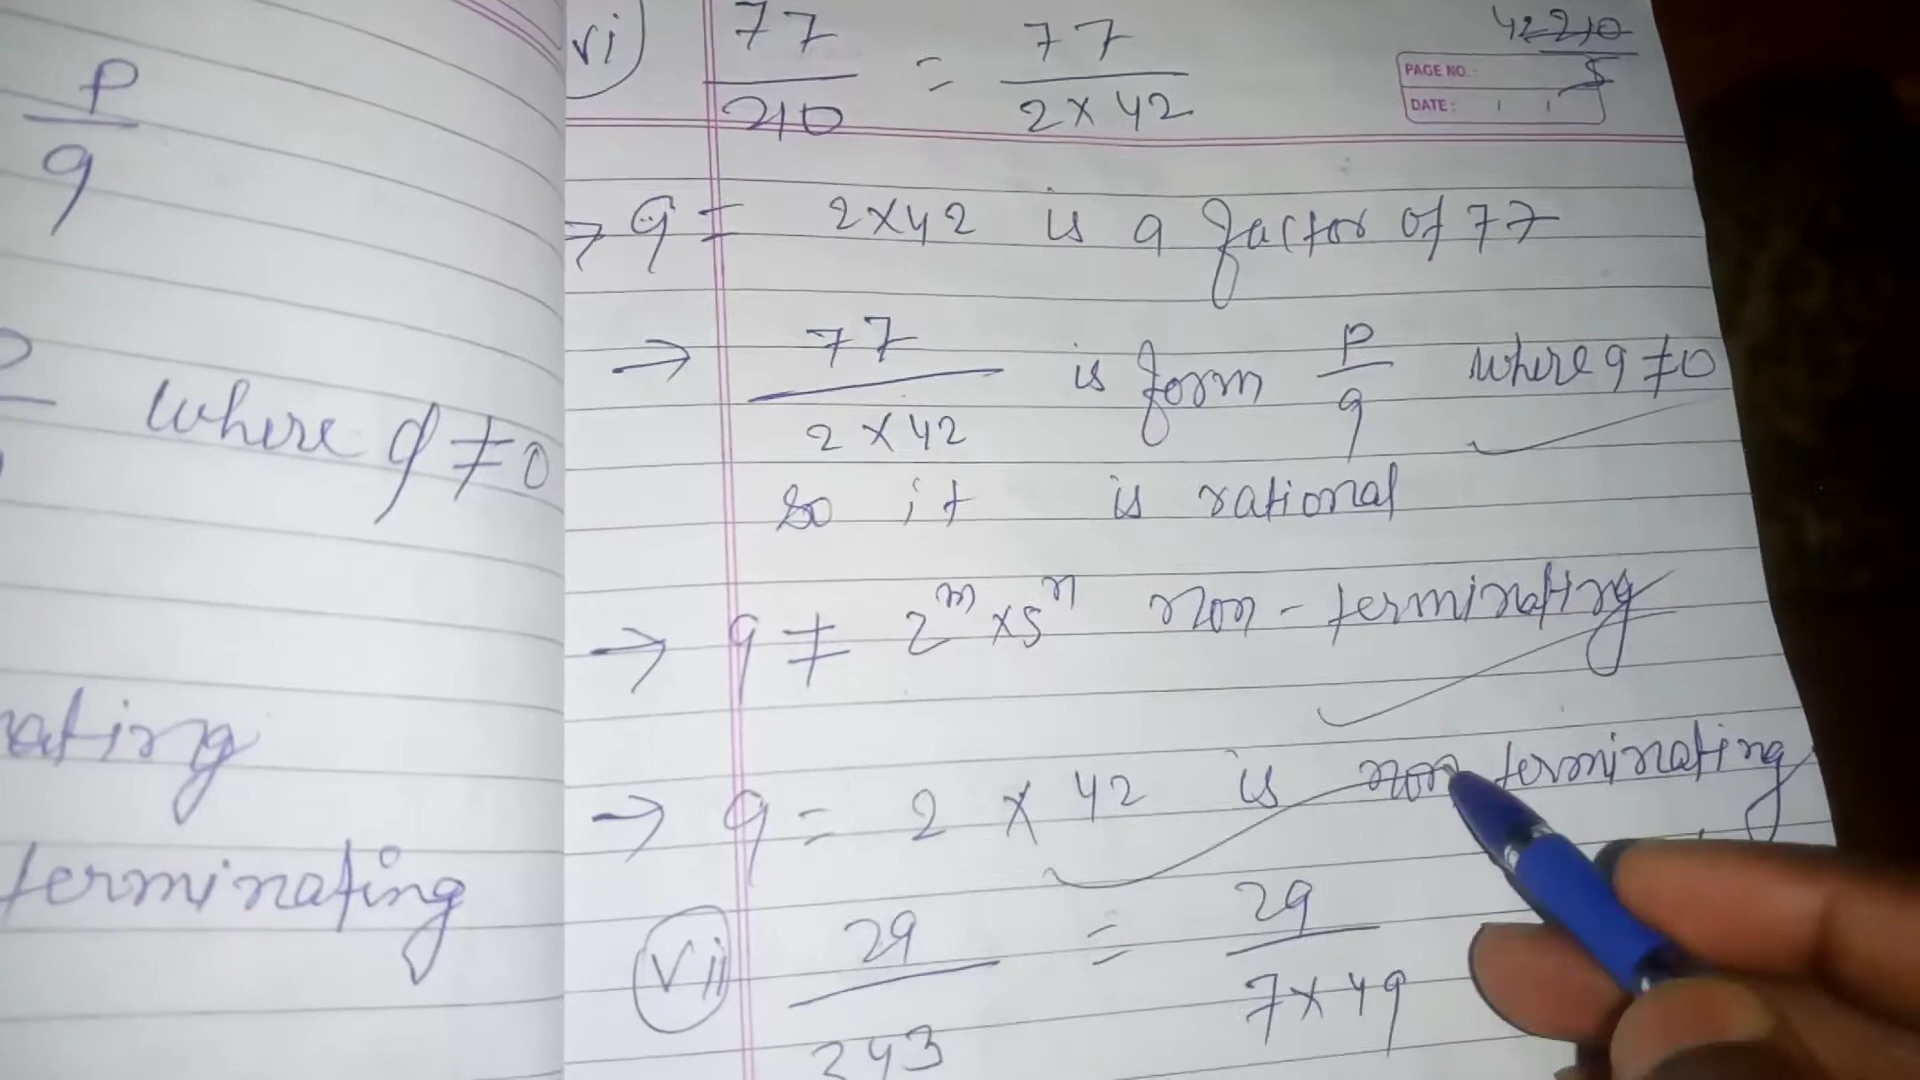 P
9
where q ≠ 0
ating
terminating
vi) 77/210 = 77/2×42
42 210
5
PAGE NO.:
DATE:
→ q = 2×42 is a factor of 77
→ 77/2×42 is form P/q where q ≠ 0
so it is rational
→ q ≠ 2^m ×5^n non-terminating
→ q = 2 × 42 is non terminating
vii 29/243 = 29/7×49